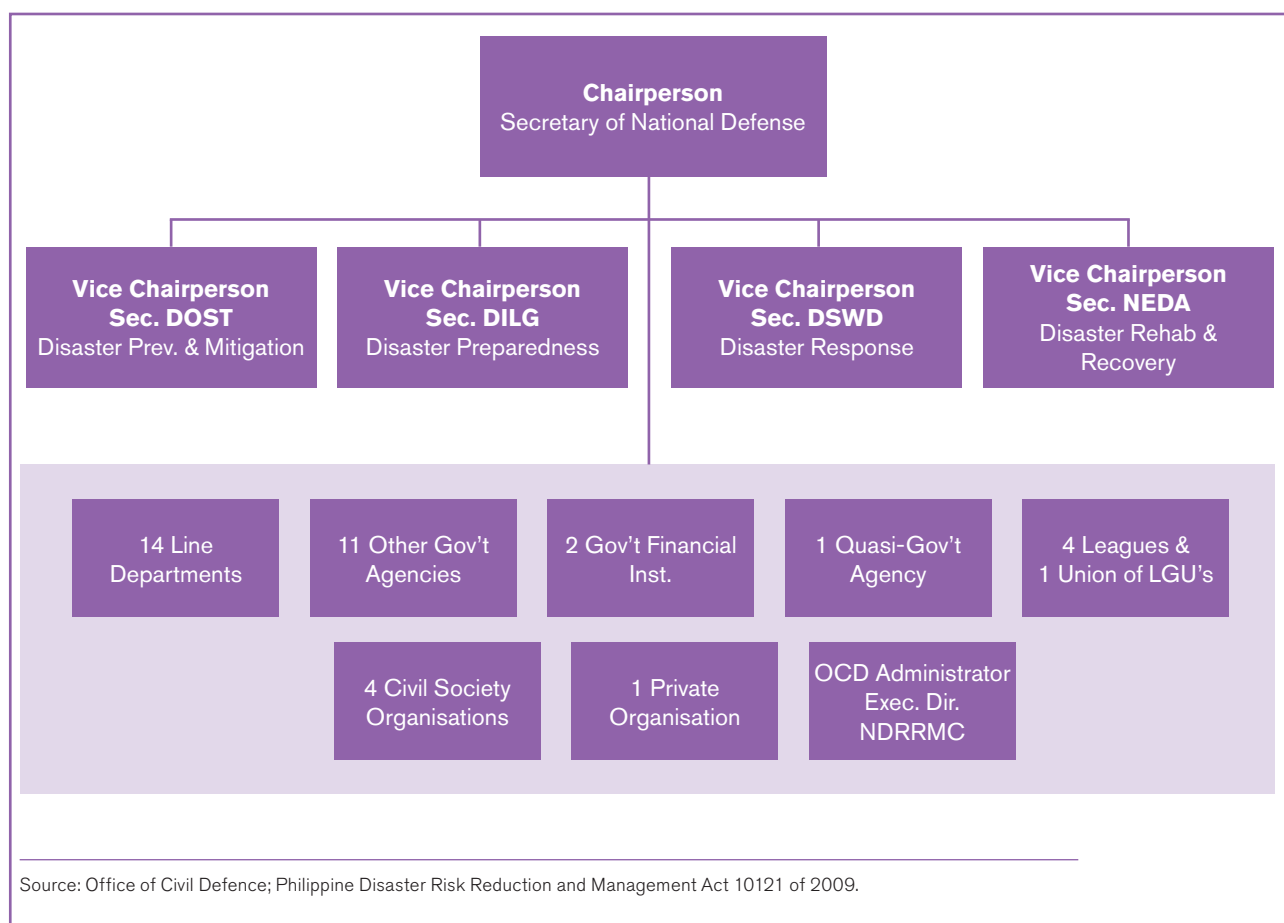 Chairperson
Secretary of National Defense
Vice Chairperson
Sec. DOST
Disaster Prev. & Mitigation
Vice Chairperson
Sec. DILG
Disaster Preparedness
Vice Chairperson
Sec. DSWD
Disaster Response
Vice Chairperson
Sec. NEDA
Disaster Rehab &
Recovery
14 Line
Departments
11 Other Gov’t
Agencies
2 Gov’t Financial
Inst.
1 Quasi-Gov’t
Agency
4 Leagues &
1 Union of LGU’s
4 Civil Society
Organisations
1 Private
Organisation
OCD Administrator
Exec. Dir.
NDRRMC
Source: Office of Civil Defence; Philippine Disaster Risk Reduction and Management Act 10121 of 2009.